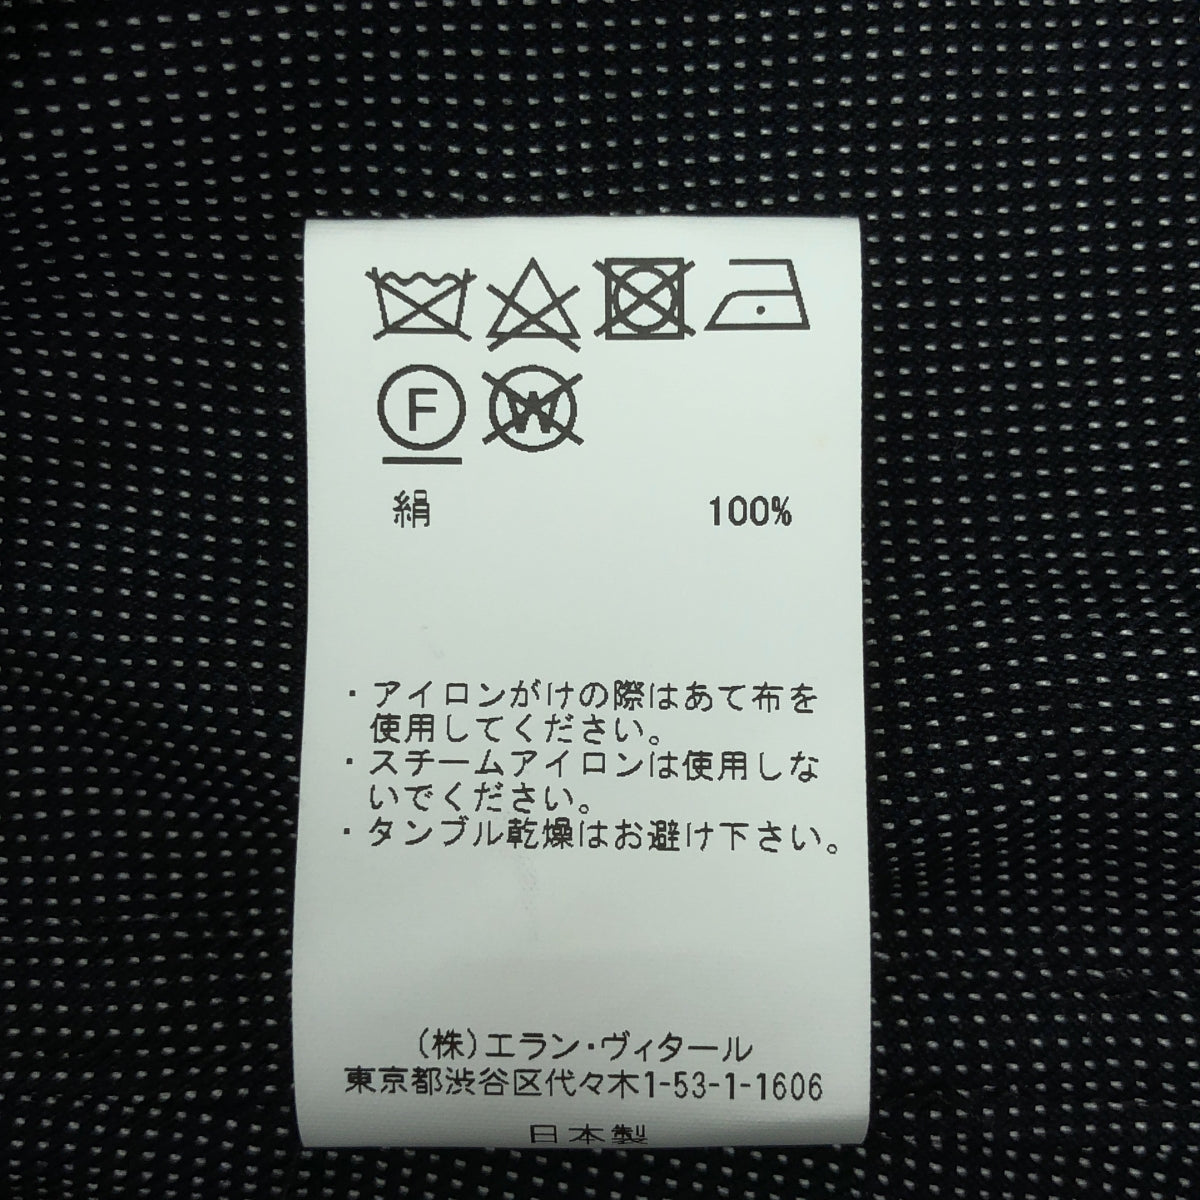 F W
絹 100%
・アイロンがけの際はあて布を
使用してください。
・スチームアイロンは使用しな
いでください。
・タンブル乾燥はお避け下さい。
(株)エラン・ヴィタール
東京都渋谷区代々木1-53-1-1606
日本製